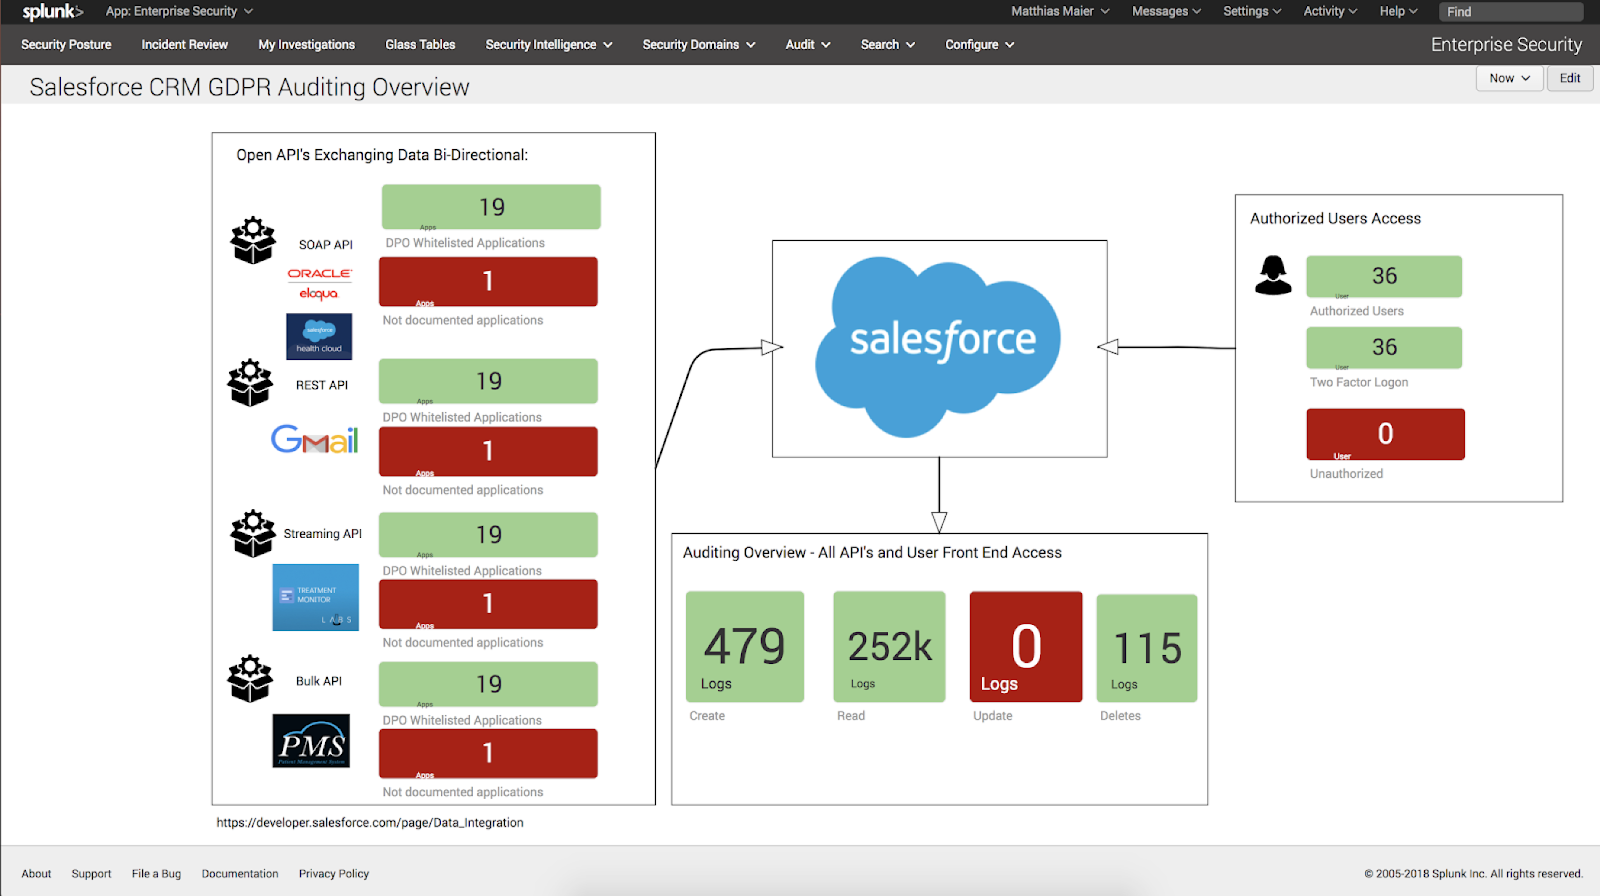 splunk> App: Enterprise Security Matthias Maier Messages Settings Activity Help Find
Security Posture Incident Review My Investigations Glass Tables Security Intelligence Security Domains Audit Search Configure Enterprise Security
Salesforce CRM GDPR Auditing Overview Now Edit
Open API's Exchanging Data Bi-Directional:
SOAP API
ORACLE
eloqua
salesforce
health cloud
19
Apps
DPO Whitelisted Applications
1
Apps
Not documented applications
REST API
Gmail
19
Apps
DPO Whitelisted Applications
1
Apps
Not documented applications
Streaming API
TREATMENT
MONITOR
LABS
19
Apps
DPO Whitelisted Applications
1
Apps
Not documented applications
Bulk API
PMS
Patient Management System
19
Apps
DPO Whitelisted Applications
1
Apps
Not documented applications
https://developer.salesforce.com/page/Data_Integration
salesforce
Authorized Users Access
36
User
Authorized Users
36
User
Two Factor Logon
0
User
Unauthorized
Auditing Overview - All API's and User Front End Access
479
Logs
Create
252k
Logs
Read
0
Logs
Update
115
Logs
Deletes
About Support File a Bug Documentation Privacy Policy © 2005-2018 Splunk Inc. All rights reserved.